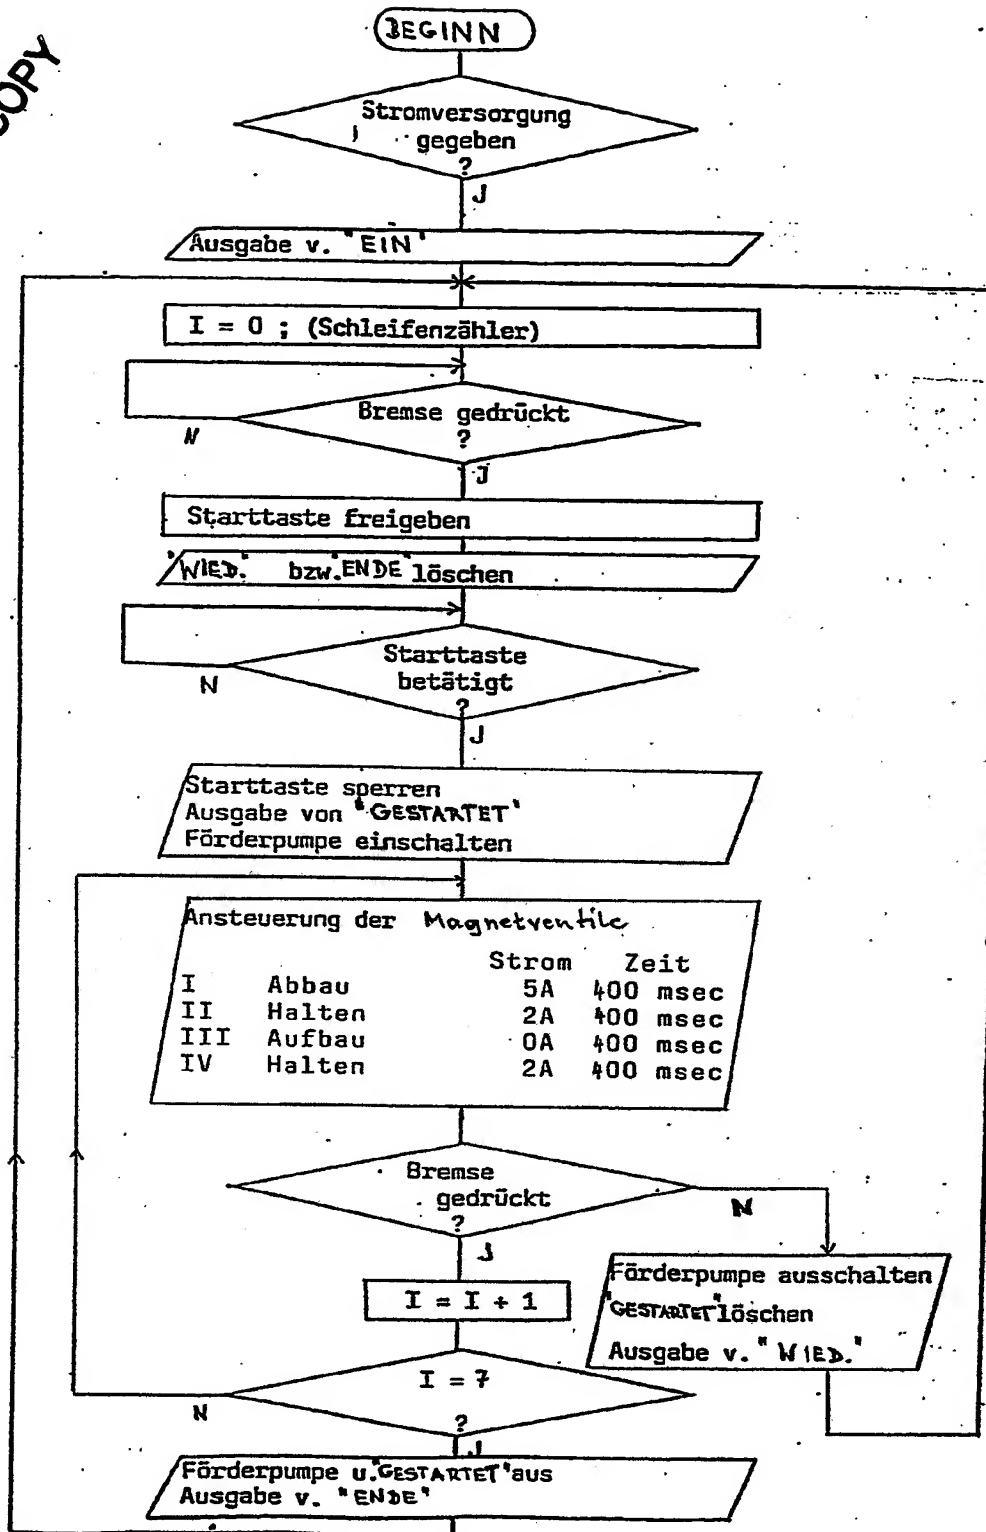 COPY
BEGINN
Stromversorgung
gegeben
?
J
Ausgabe v. "EIN"
I = 0 ; (Schleifenzähler)
Bremse gedrückt
?
N
J
Starttaste freigeben
"WIED." bzw. "ENDE" löschen
Starttaste
betätigt
?
N
J
Starttaste sperren
Ausgabe von "GESTARTET"
Förderpumpe einschalten
Ansteuerung der Magnetventile
Strom Zeit
I Abbau 5A 400 msec
II Halten 2A 400 msec
III Aufbau 0A 400 msec
IV Halten 2A 400 msec
Bremse
gedrückt
?
N
J
I = I + 1
Förderpumpe ausschalten
"GESTARTET" löschen
Ausgabe v. "WIED."
I = 7
?
N
J
Förderpumpe u. "GESTARTET" aus
Ausgabe v. "ENDE"